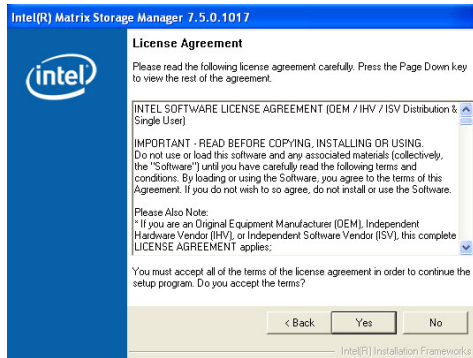 Intel(R) Matrix Storage Manager 7.5.0.1017
intel
License Agreement
Please read the following license agreement carefully. Press the Page Down key
to view the rest of the agreement.
INTEL SOFTWARE LICENSE AGREEMENT (OEM / IHV / ISV Distribution &
Single User)
IMPORTANT - READ BEFORE COPYING, INSTALLING OR USING.
Do not use or load this software and any associated materials (collectively,
the "Software") until you have carefully read the following terms and
conditions. By loading or using the Software, you agree to the terms of this
Agreement. If you do not wish to so agree, do not install or use the Software.
Please Also Note:
* If you are an Original Equipment Manufacturer (OEM), Independent
Hardware Vendor (IHV), or Independent Software Vendor (ISV), this complete
LICENSE AGREEMENT applies;
You must accept all of the terms of the license agreement in order to continue the
setup program. Do you accept the terms?
< Back Yes No
Intel(R) Installation Frameworks